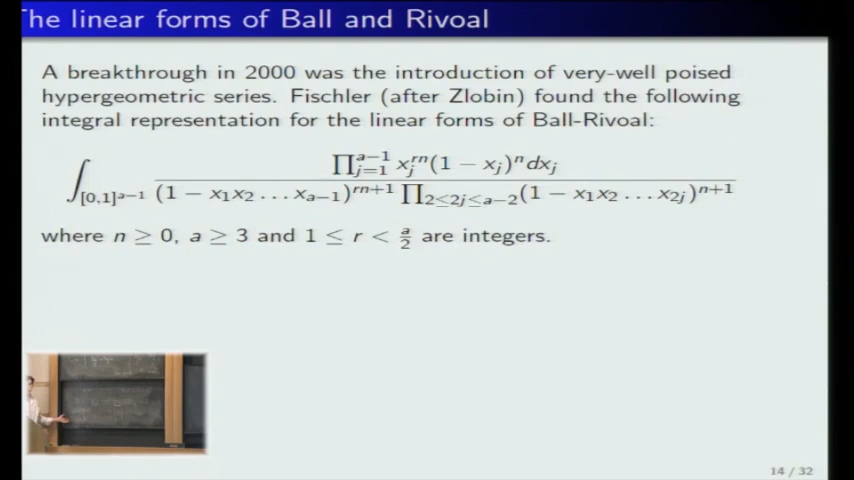 The linear forms of Ball and Rivoal
A breakthrough in 2000 was the introduction of very-well poised
hypergeometric series. Fischler (after Zlobin) found the following
integral representation for the linear forms of Ball-Rivoal:
∫_{[0,1]^{a−1}} \frac{∏_{j=1}^{a−1} x_j^{rn}(1 − x_j)^n dx_j}{(1 − x_1x_2 … x_{a−1})^{rn+1} ∏_{2≤2j≤a−2}(1 − x_1x_2 … x_{2j})^{n+1}}
where n ≥ 0, a ≥ 3 and 1 ≤ r < \frac{a}{2} are integers.
14 / 32